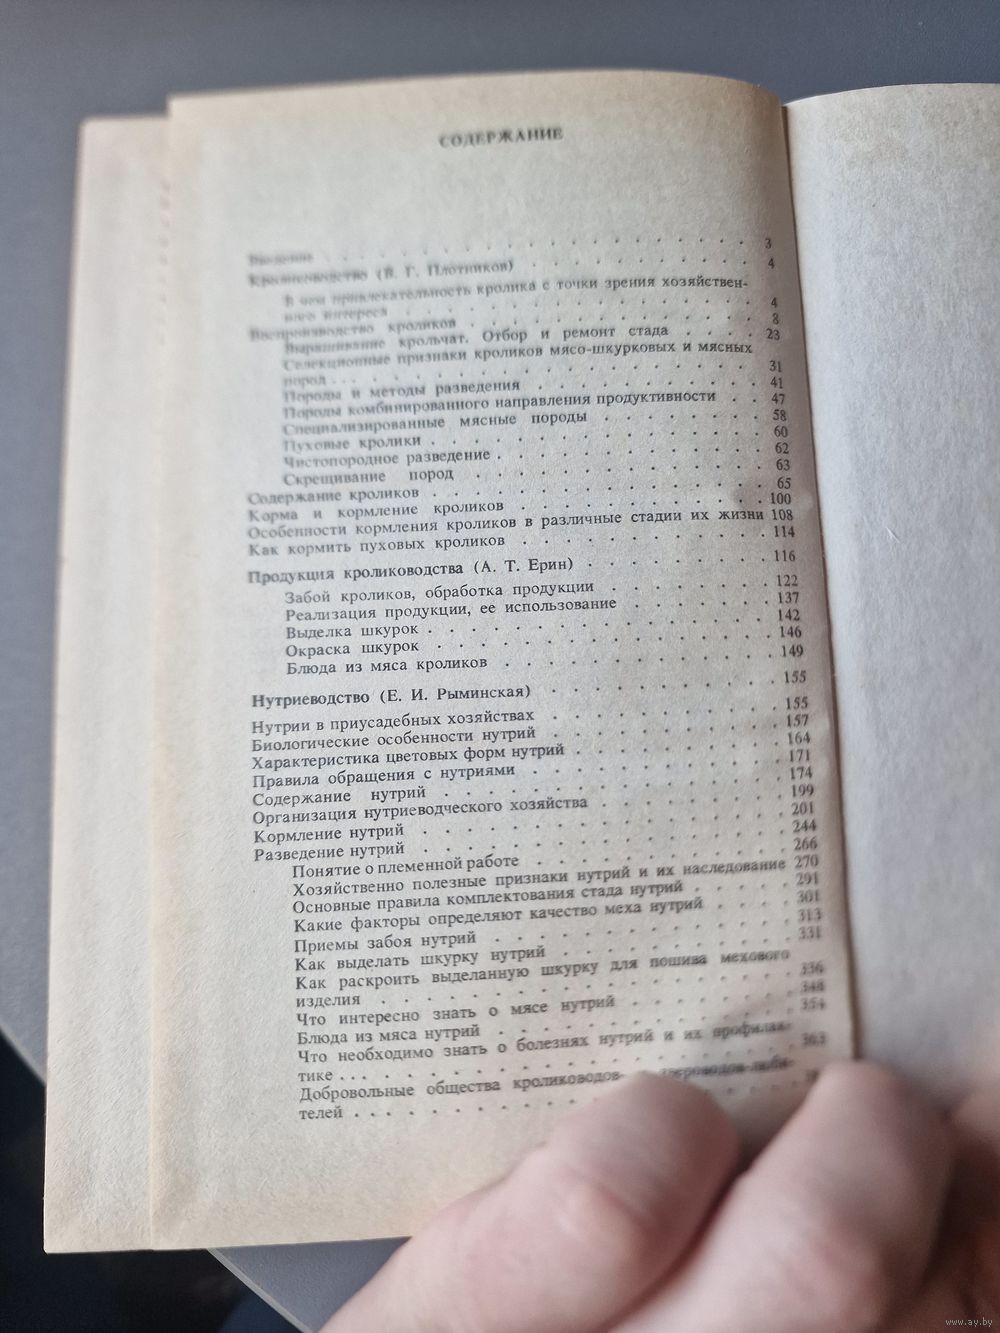 СОДЕРЖАНИЕ
Введение . . . . . . . . . . . . . . . . . 3
Кролиководство (В. Г. Плотников) . . . . . . . . . 4
В чем привлекательность кролика с точки зрения хозяйствен-
ного интереса . . . . . . . . . . . . . . . 4
Воспроизводство кроликов . . . . . . . . . . . . 8
Выращивание крольчат. Отбор и ремонт стада . . . . 23
Селекционные признаки кроликов мясо-шкурковых и мясных
пород . . . . . . . . . . . . . . . . . . 31
Породы и методы разведения . . . . . . . . . . 41
Породы комбинированного направления продуктивности . . 47
Специализированные мясные породы . . . . . . . . 58
Пуховые кролики . . . . . . . . . . . . . . 60
Чистопородное разведение . . . . . . . . . . . 62
Скрещивание пород . . . . . . . . . . . . . 63
Содержание кроликов . . . . . . . . . . . . . 65
Корма и кормление кроликов . . . . . . . . . . 100
Особенности кормления кроликов в различные стадии их жизни 108
Как кормить пуховых кроликов . . . . . . . . . . 114
Продукция кролиководства (А. Т. Ерин) . . . . . . . 116
Забой кроликов, обработка продукции . . . . . . . 122
Реализация продукции, ее использование . . . . . . 137
Выделка шкурок . . . . . . . . . . . . . . 142
Окраска шкурок . . . . . . . . . . . . . . 146
Блюда из мяса кроликов . . . . . . . . . . . 149
Нутриеводство (Е. И. Рыминская) . . . . . . . . . 155
Нутрии в приусадебных хозяйствах . . . . . . . . . 155
Биологические особенности нутрий . . . . . . . . . 157
Характеристика цветовых форм нутрий . . . . . . . . 164
Правила обращения с нутриями . . . . . . . . . . 171
Содержание нутрий . . . . . . . . . . . . . . 174
Организация нутриеводческого хозяйства . . . . . . . 199
Кормление нутрий . . . . . . . . . . . . . . 201
Разведение нутрий . . . . . . . . . . . . . . 244
Понятие о племенной работе . . . . . . . . . . 266
Хозяйственно полезные признаки нутрий и их наследование 270
Основные правила комплектования стада нутрий . . . . 291
Какие факторы определяют качество меха нутрий . . . . 301
Приемы забоя нутрий . . . . . . . . . . . . 313
Как выделать шкурку нутрий . . . . . . . . . . 331
Как раскроить выделанную шкурку для пошива мехового
изделия . . . . . . . . . . . . . . . . . 336
Что интересно знать о мясе нутрий . . . . . . . . 348
Блюда из мяса нутрий . . . . . . . . . . . . 354
Что необходимо знать о болезнях нутрий и их профилак-
тике . . . . . . . . . . . . . . . . . . 363
Добровольные общества кролиководов- и звероводов-люби-
телей . . . . . . . . . . . . . . . .
www.ay.by